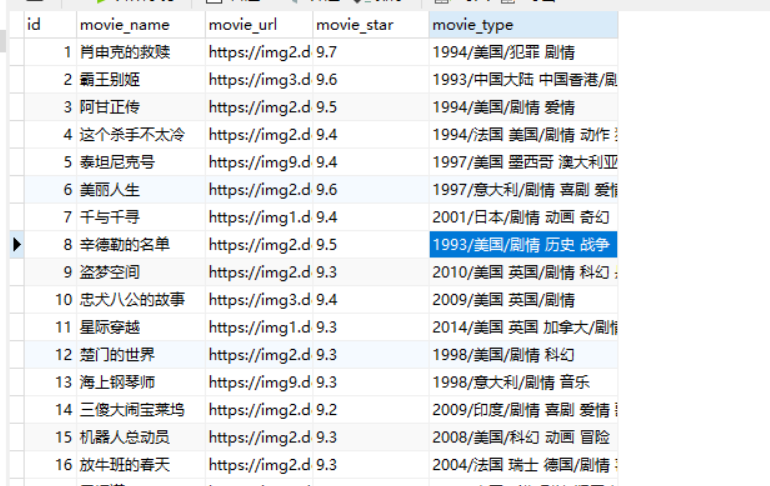 id movie_name movie_url movie_star movie_type
1 肖申克的救赎 https://img2.d 9.7 1994/美国/犯罪 剧情
2 霸王别姬 https://img3.d 9.6 1993/中国大陆 中国香港/剧
3 阿甘正传 https://img2.d 9.5 1994/美国/剧情 爱情
4 这个杀手不太冷 https://img2.d 9.4 1994/法国 美国/剧情 动作
5 泰坦尼克号 https://img9.d 9.4 1997/美国 墨西哥 澳大利亚
6 美丽人生 https://img2.d 9.6 1997/意大利/剧情 喜剧 爱情
7 千与千寻 https://img1.d 9.4 2001/日本/剧情 动画 奇幻
8 辛德勒的名单 https://img2.d 9.5 1993/美国/剧情 历史 战争
9 盗梦空间 https://img2.d 9.3 2010/美国 英国/剧情 科幻
10 忠犬八公的故事 https://img3.d 9.4 2009/美国 英国/剧情
11 星际穿越 https://img1.d 9.3 2014/美国 英国 加拿大/剧情
12 楚门的世界 https://img2.d 9.3 1998/美国/剧情 科幻
13 海上钢琴师 https://img9.d 9.3 1998/意大利/剧情 音乐
14 三傻大闹宝莱坞 https://img2.d 9.2 2009/印度/剧情 喜剧 爱情
15 机器人总动员 https://img2.d 9.3 2008/美国/科幻 动画 冒险
16 放牛班的春天 https://img2.d 9.3 2004/法国 瑞士 德国/剧情